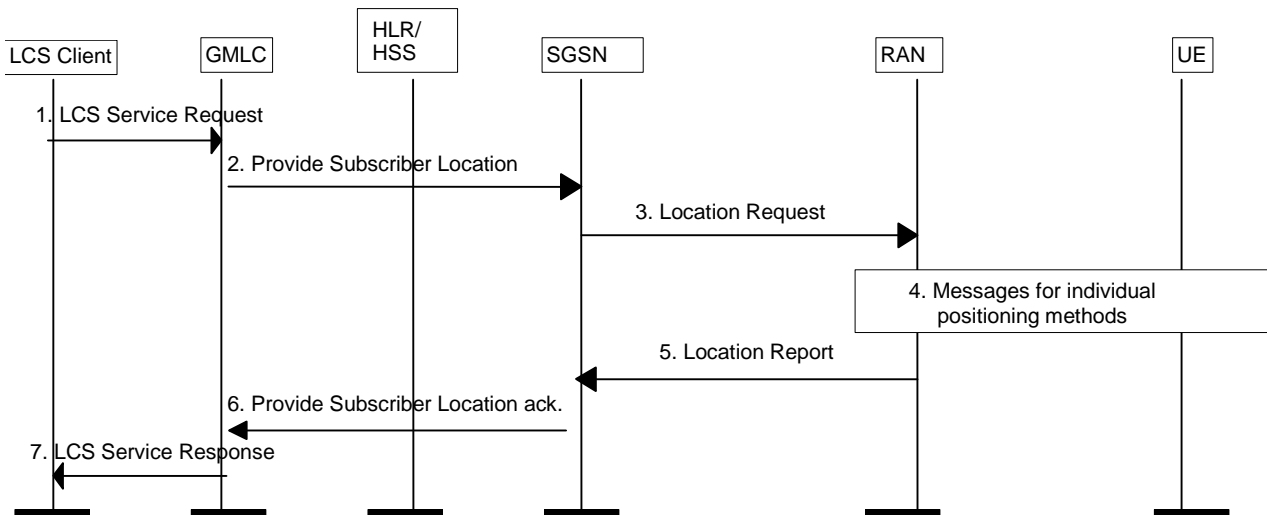 HLR/
HSS
LCS Client
GMLC
SGSN
RAN
UE
1. LCS Service Request
2. Provide Subscriber Location
3. Location Request
4. Messages for individual
positioning methods
5. Location Report
6. Provide Subscriber Location ack.
7. LCS Service Response